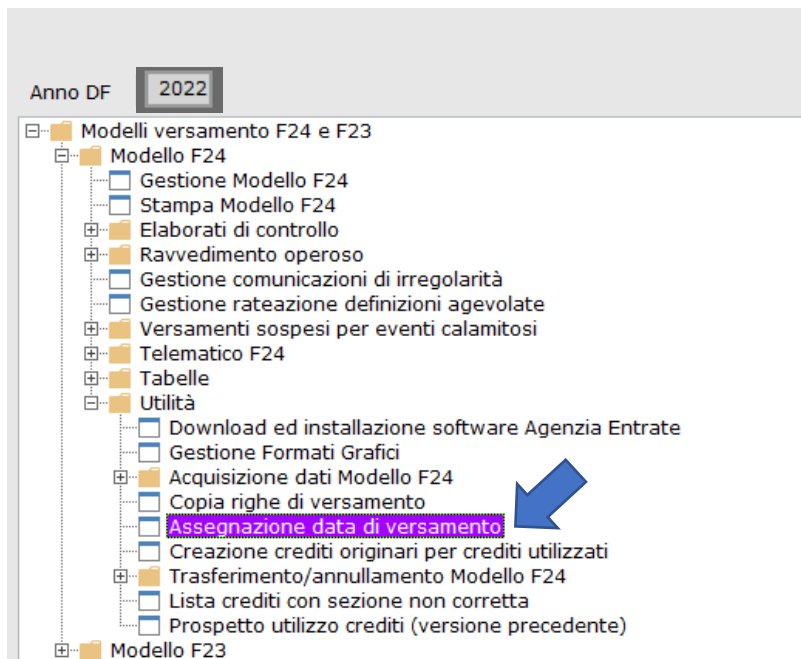 Anno DF 2022
Modelli versamento F24 e F23
Modello F24
Gestione Modello F24
Stampa Modello F24
Elaborati di controllo
Ravvedimento operoso
Gestione comunicazioni di irregolarità
Gestione rateazione definizioni agevolate
Versamenti sospesi per eventi calamitosi
Telematico F24
Tabelle
Utilità
Download ed installazione software Agenzia Entrate
Gestione Formati Grafici
Acquisizione dati Modello F24
Copia righe di versamento
Assegnazione data di versamento
Creazione crediti originari per crediti utilizzati
Trasferimento/annullamento Modello F24
Lista crediti con sezione non corretta
Prospetto utilizzo crediti (versione precedente)
Modello F23